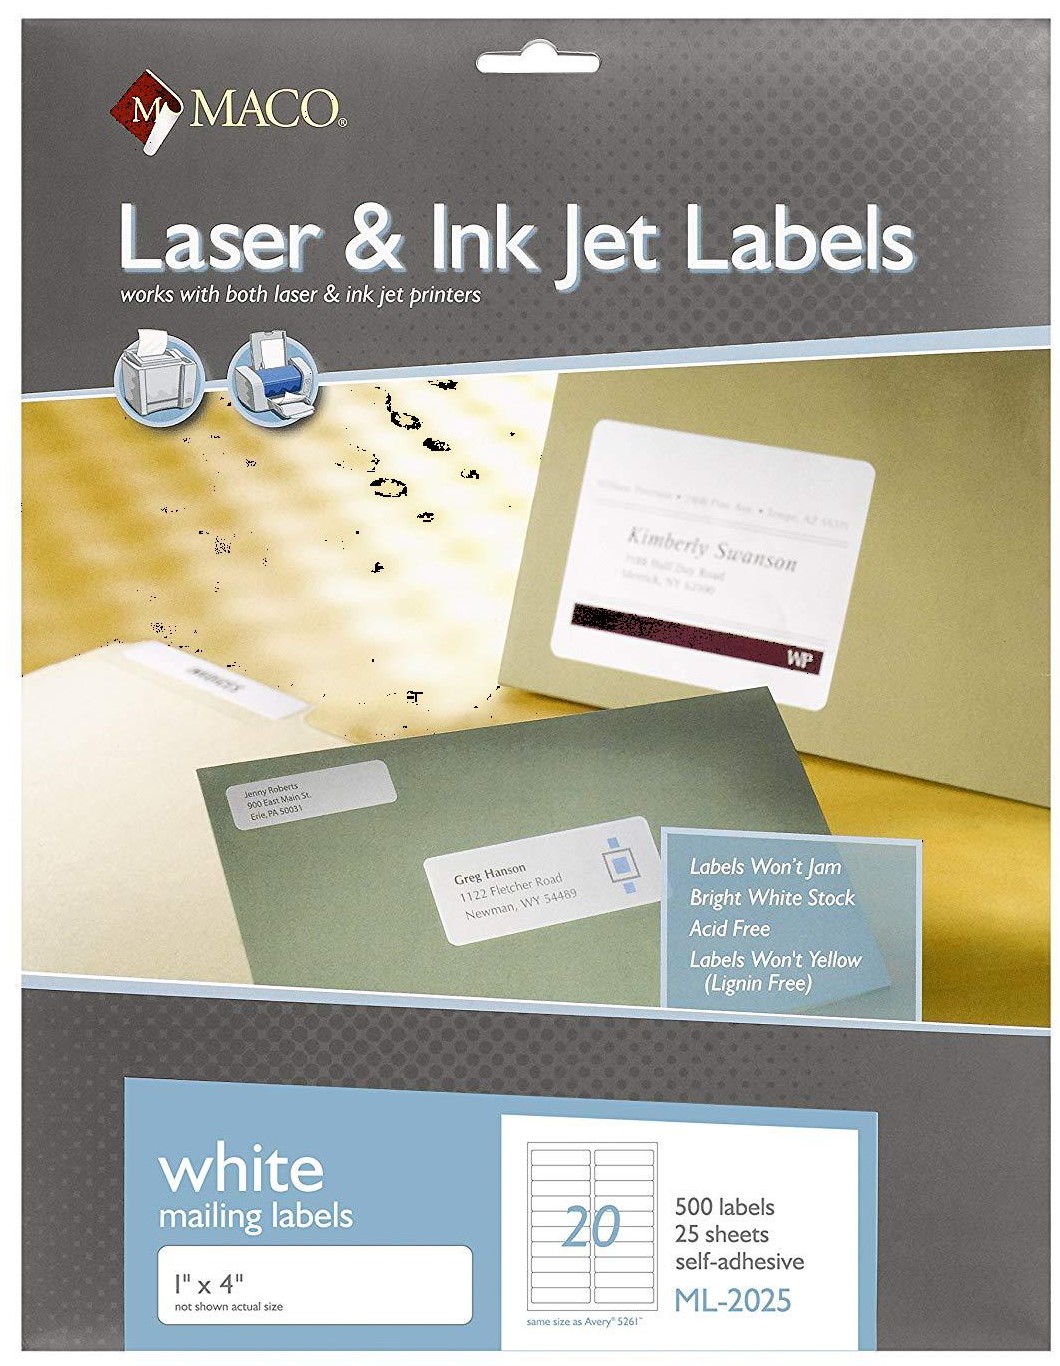 M MACO®
Laser & Ink Jet Labels
works with both laser & ink jet printers
Kimberly Swanson
WP
INVOICES
Jenny Roberts
900 East Main St.
Erie, PA 50031
Greg Hanson
1122 Fletcher Road
Newman, WY 54489
Labels Won't Jam
Bright White Stock
Acid Free
Labels Won't Yellow
(Lignin Free)
white
mailing labels
1" x 4"
not shown actual size
20
500 labels
25 sheets
self-adhesive
ML-2025
same size as Avery® 5261™